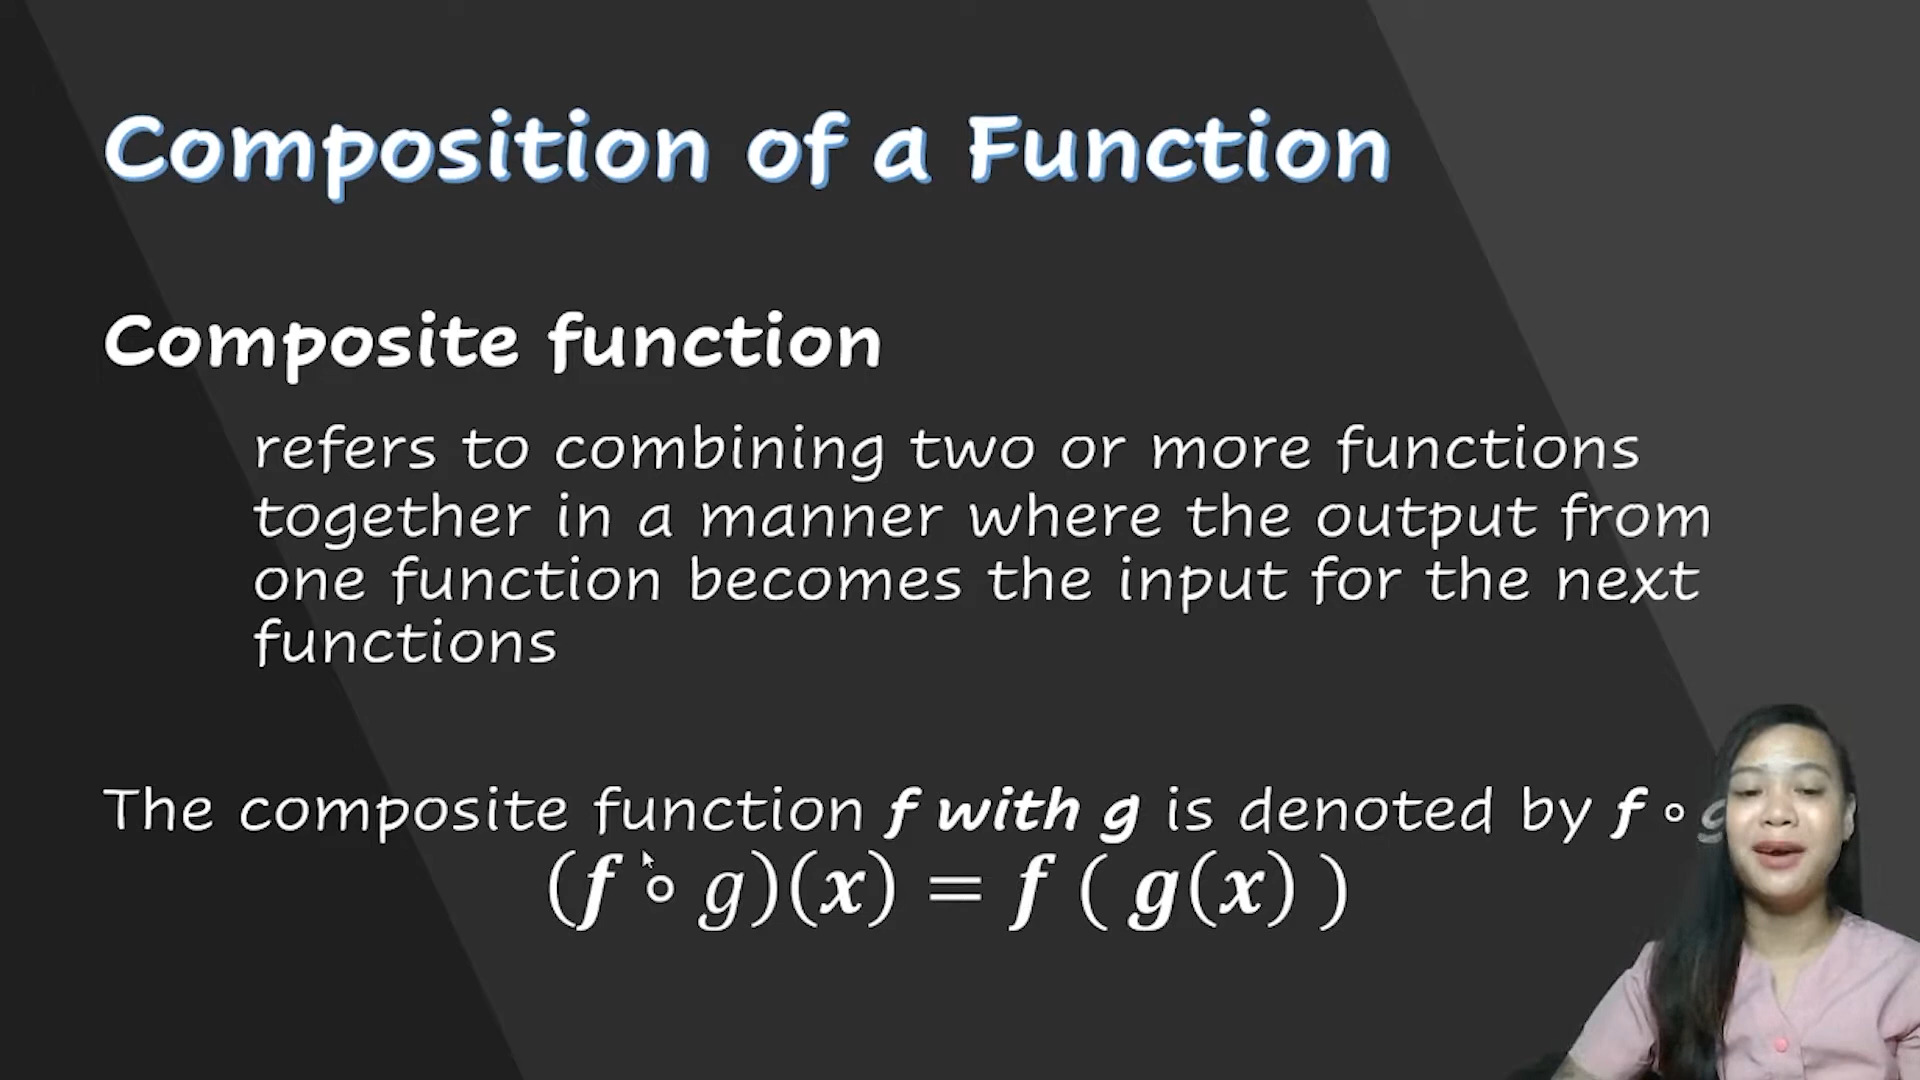 Composition of a Function
Composite function
refers to combining two or more functions
together in a manner where the output from
one function becomes the input for the next
functions
The composite function f with g is denoted by f ∘ g
(f ∘ g)(x) = f ( g(x) )